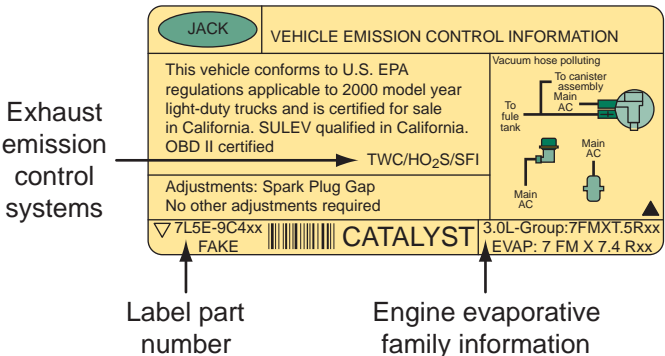 JACK
VEHICLE EMISSION CONTROL INFORMATION
This vehicle conforms to U.S. EPA
regulations applicable to 2000 model year
light-duty trucks and is certified for sale
in California. SULEV qualified in California.
OBD II certified
TWC/HO2S/SFI
Adjustments: Spark Plug Gap
No other adjustments required
Vacuum hose polluting
To canister
assembly
Main
AC
To
fule
tank
Main
AC
Main
AC
7L5E-9C4xx
FAKE
CATALYST
3.0L-Group:7FMXT.5Rxx
EVAP: 7 FM X 7.4 Rxx
Exhaust
emission
control
systems
Label part
number
Engine evaporative
family information